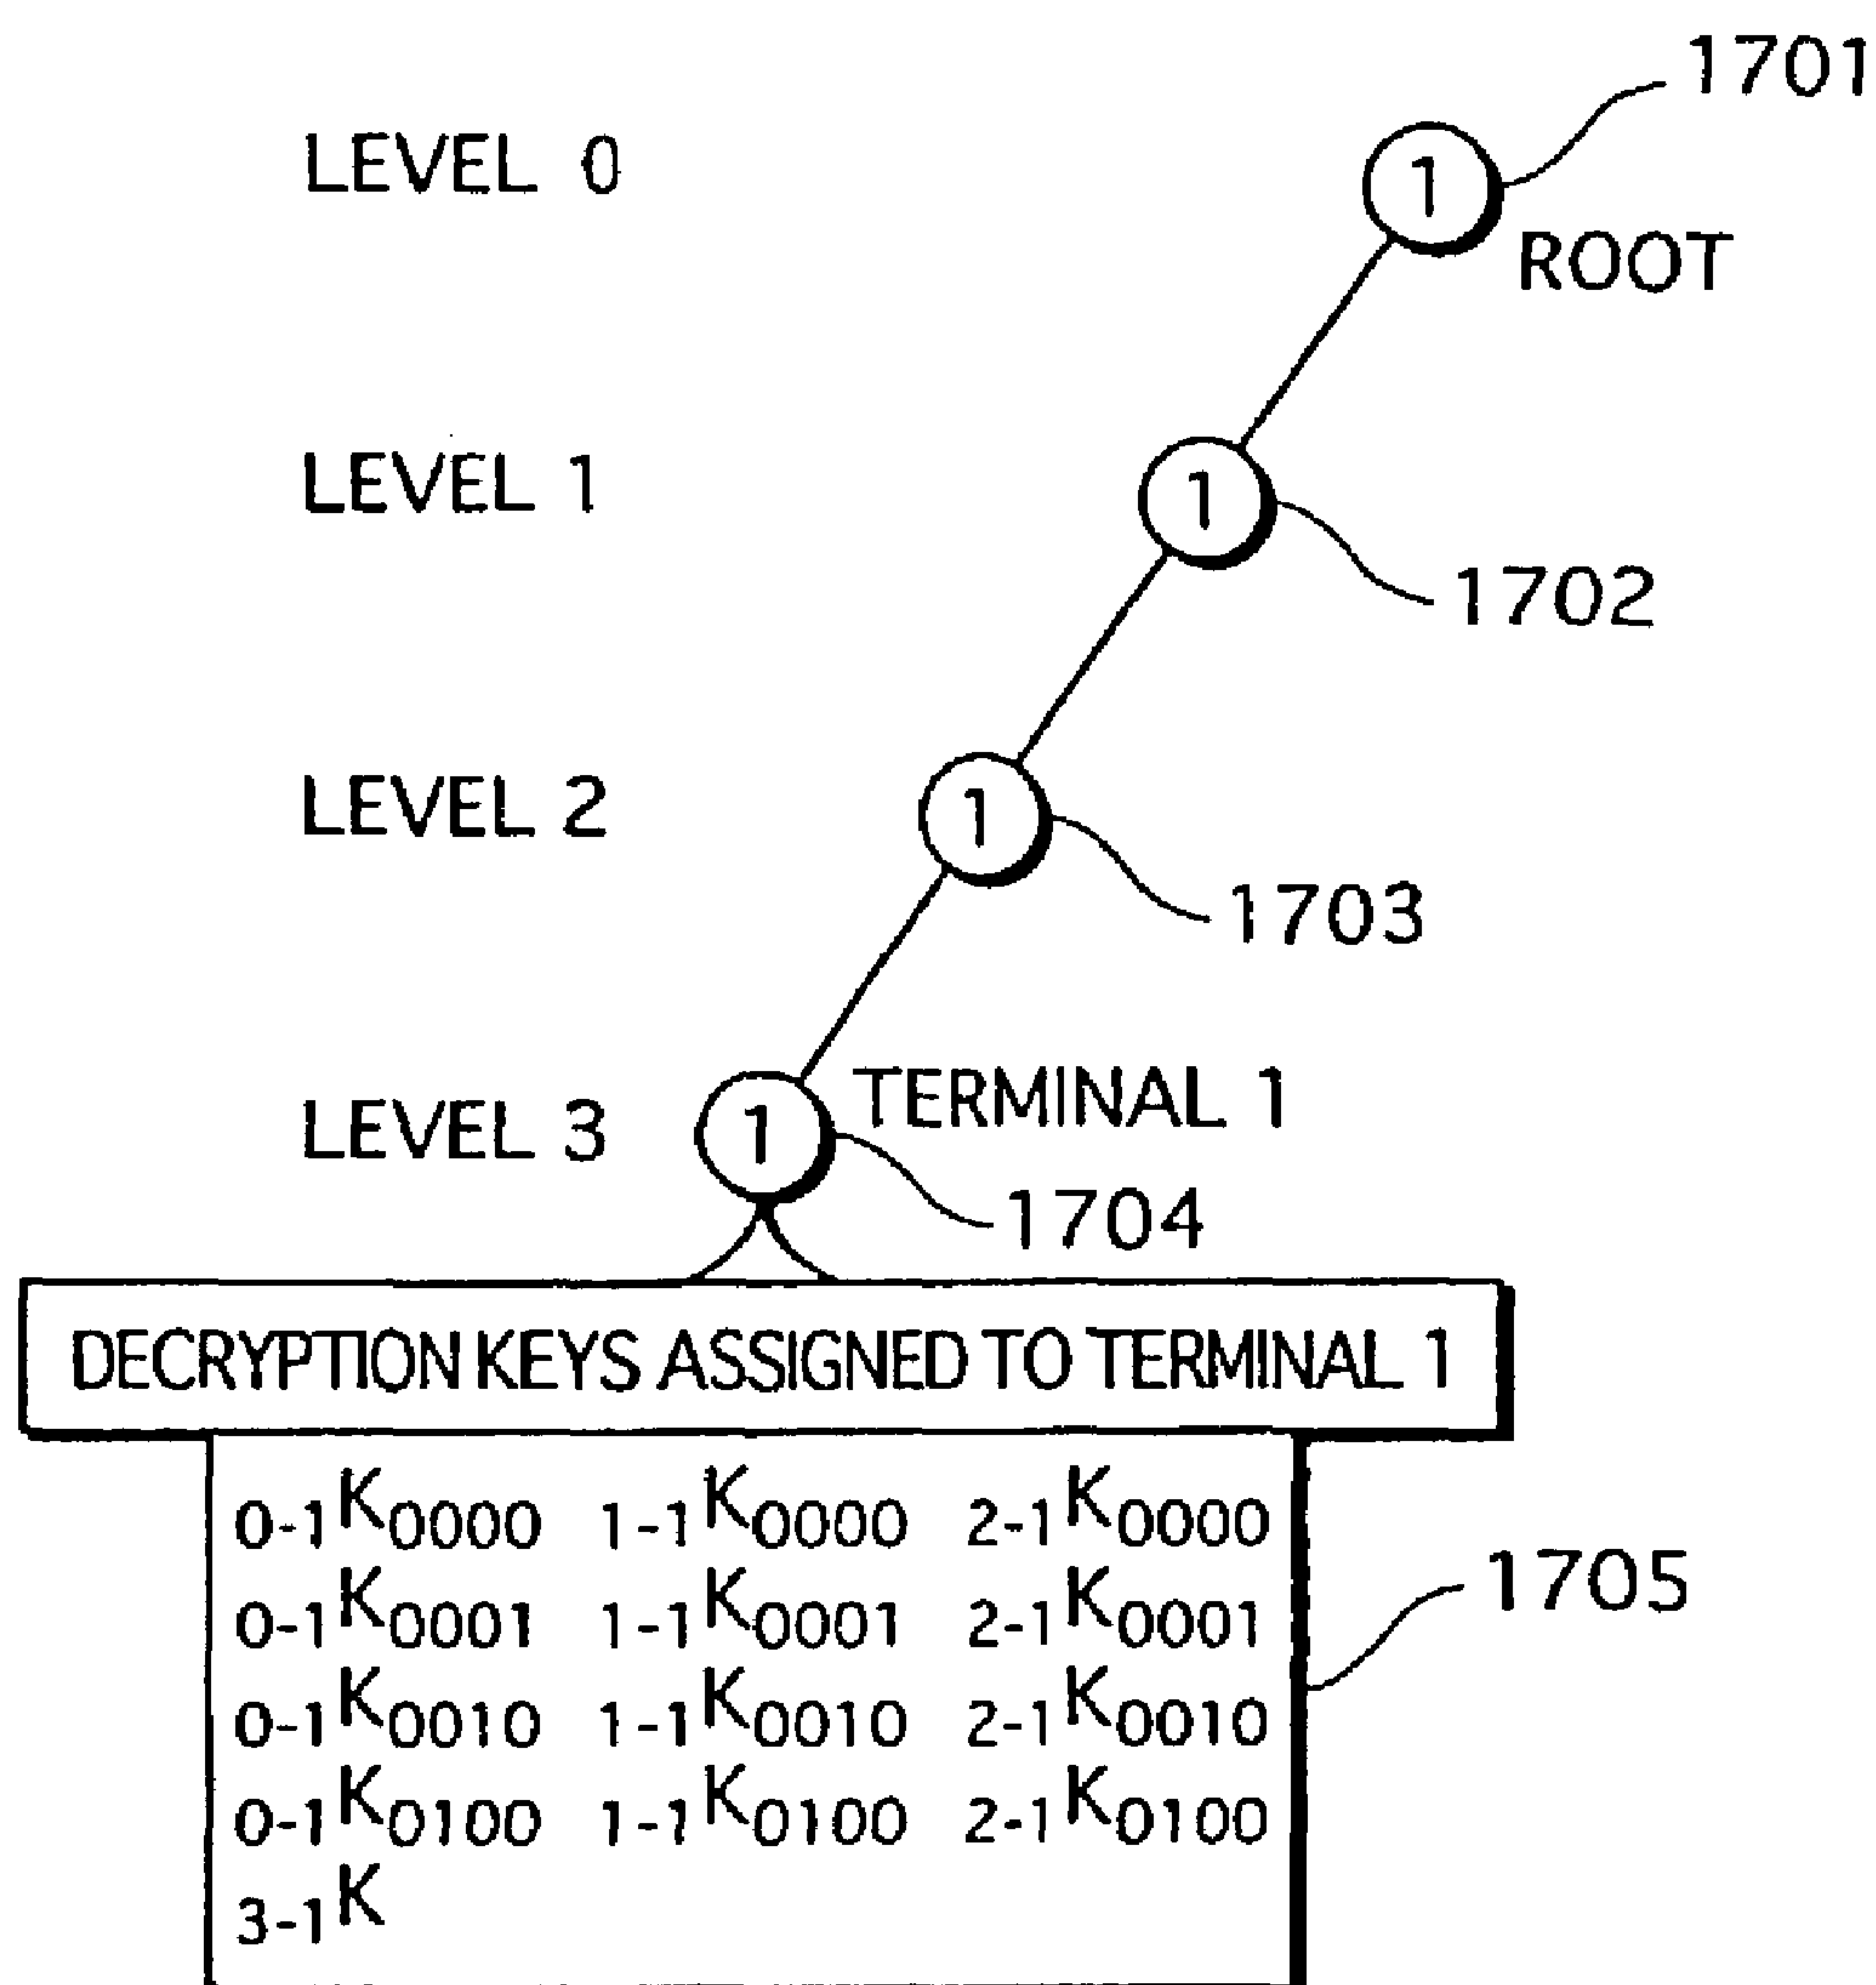 1701
LEVEL 0
1
ROOT
LEVEL 1
1
1702
LEVEL 2
1
1703
LEVEL 3
1
TERMINAL 1
1704
DECRYPTION KEYS ASSIGNED TO TERMINAL 1
0-1K0000 1-1K0000 2-1K0000
0-1K0001 1-1K0001 2-1K0001
0-1K0010 1-1K0010 2-1K0010
0-1K0100 1-1K0100 2-1K0100
3-1K
1705